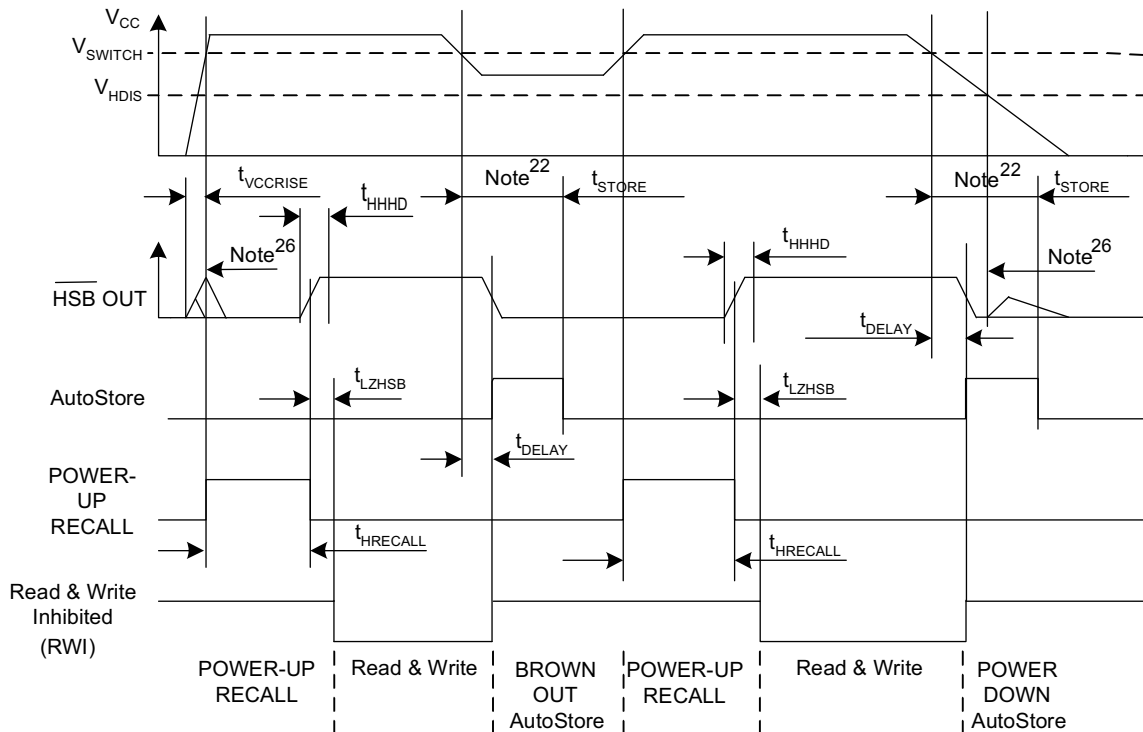 VCC
VSWITCH
VHDIS
tVCCRISE
Note22
tSTORE
Note22
tSTORE
tHHHD
Note26
tHHHD
Note26
HSB OUT
tDELAY
tLZHSB
tLZHSB
AutoStore
tDELAY
POWER-
UP
RECALL
tHRECALL
tHRECALL
Read & Write
Inhibited
(RWI)
POWER-UP
RECALL
Read & Write
BROWN
OUT
AutoStore
POWER-UP
RECALL
Read & Write
POWER
DOWN
AutoStore